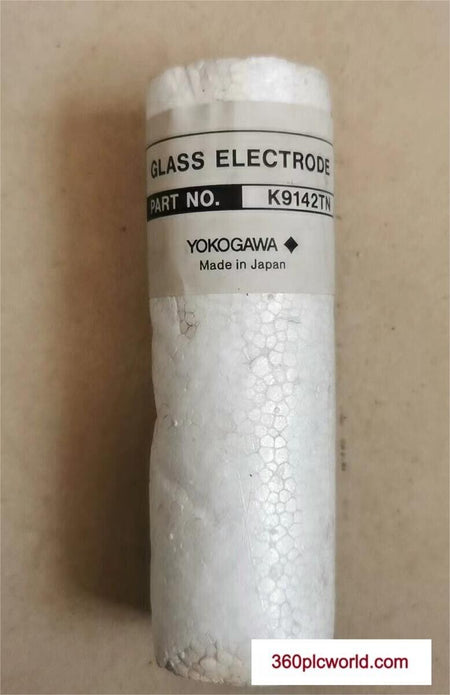 GLASS ELECTRODE
PART NO. K9142TN
YOKOGAWA
Made in Japan
360plcworld.com